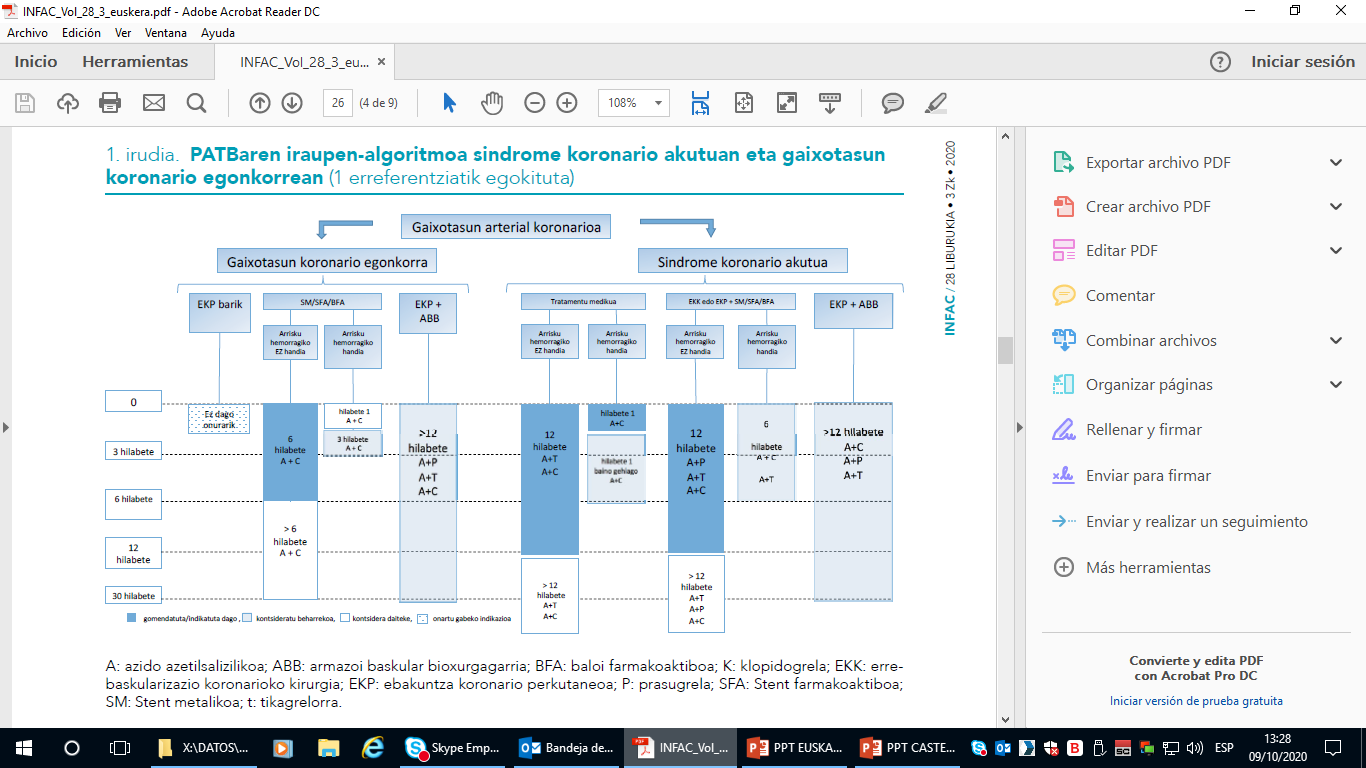 INFAC_Vol_28_3_euskera.pdf - Adobe Acrobat Reader DC
Archivo Edición Ver Ventana Ayuda
Inicio Herramientas INFAC_Vol_28_3_eu... × Iniciar sesión
26 (4 de 9) 108%
1. irudia. PATBaren iraupen-algoritmoa sindrome koronario akutuan eta gaixotasun
koronario egonkorrean (1 erreferentziatik egokituta)
INFAC / 28 LIBURUKIA • 3 Zk • 2020
Gaixotasun arterial koronarioa
Gaixotasun koronario egonkorra
Sindrome koronario akutua
EKP barik
SM/SFA/BFA
EKP +
ABB
Tratamentu medikua
EKK edo EKP + SM/SFA/BFA
EKP + ABB
Arrisku
hemorragiko
EZ handia
Arrisku
hemorragiko
handia
Arrisku
hemorragiko
EZ handia
Arrisku
hemorragiko
handia
Arrisku
hemorragiko
EZ handia
Arrisku
hemorragiko
handia
0
3 hilabete
6 hilabete
12
hilabete
30 hilabete
Ez dago
onurarik
6
hilabete
A + C
> 6
hilabete
A + C
hilabete 1
A + C
3 hilabete
A + C
>12
hilabete
A+P
A+T
A+C
12
hilabete
A+T
A+C
> 12
hilabete
A+T
A+C
hilabete 1
A+C
hilabete 1
baino gehiago
A+C
12
hilabete
A+P
A+T
A+C
> 12
hilabete
A+T
A+P
A+C
6
hilabete
A + C
A+T
>12 hilabete
A+C
A+P
A+T
gomendatuta/indikatuta dago , kontsideratu beharrekoa, kontsidera daiteke, onartu gabeko indikazioa
A: azido azetilsalizilikoa; ABB: armazoi baskular bioxurgagarria; BFA: baloi farmakoaktiboa; K: klopidogrela; EKK: erre-
baskularizazio koronarioko kirurgia; EKP: ebakuntza koronario perkutaneoa; P: prasugrela; SFA: Stent farmakoaktiboa;
SM: Stent metalikoa; t: tikagrelorra.
Exportar archivo PDF
Crear archivo PDF
Editar PDF
Comentar
Combinar archivos
Organizar páginas
Rellenar y firmar
Enviar para firmar
Enviar y realizar un seguimiento
Más herramientas
Convierte y edita PDF
con Acrobat Pro DC
Iniciar versión de prueba gratuita
X:\DATOS\... Skype Emp... Bandeja de... INFAC_Vol_... PPT EUSKA... PPT CASTE... ESP
13:28
09/10/2020